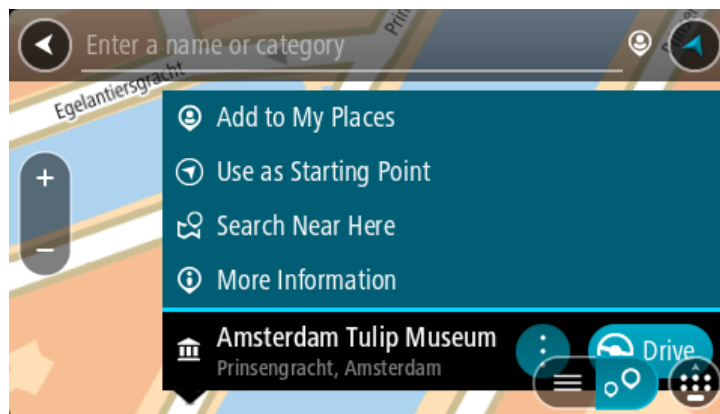 Enter a name or category
Egelantiersgracht
Add to My Places
Use as Starting Point
Search Near Here
More Information
Amsterdam Tulip Museum
Prinsengracht, Amsterdam
Drive